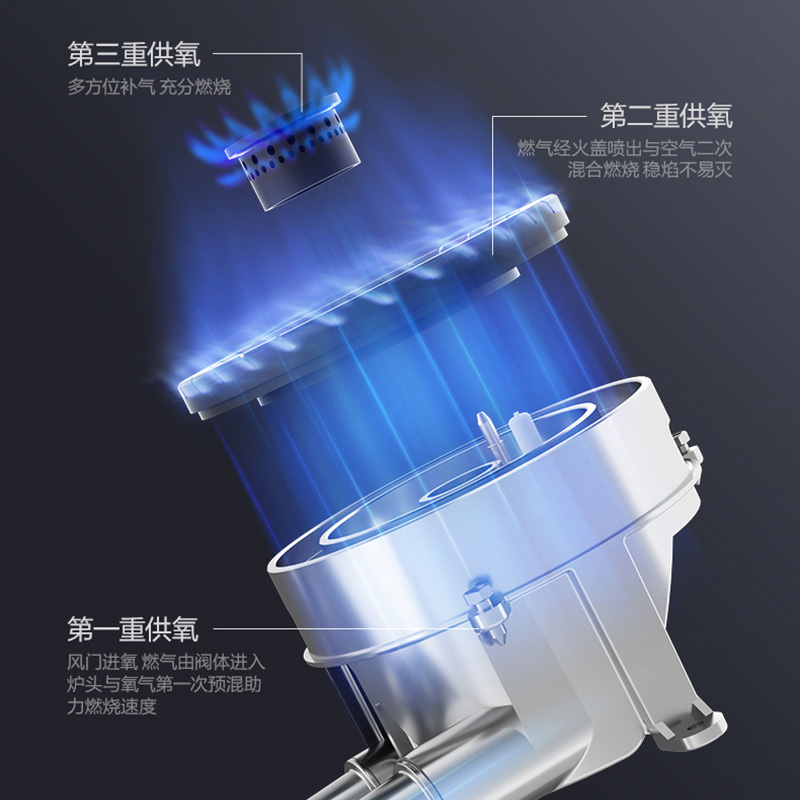 第三重供氧
多方位补气 充分燃烧
第二重供氧
燃气经火盖喷出与空气二次
混合燃烧 稳焰不易灭
第一重供氧
风门进氧 燃气由阀体进入
炉头与氧气第一次预混助
力燃烧速度